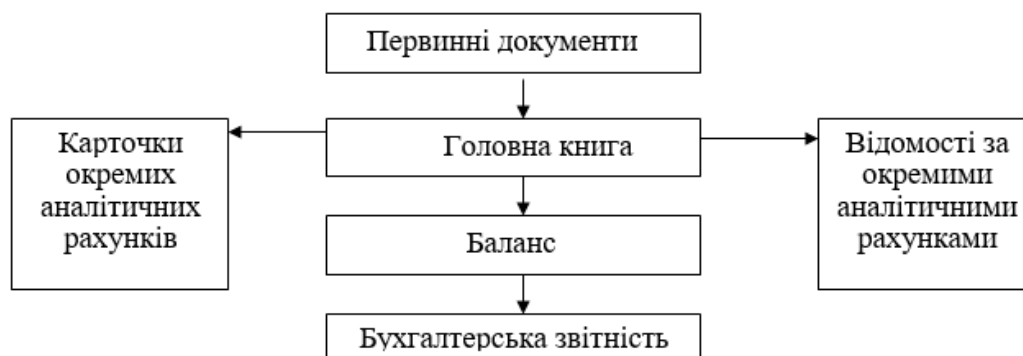 Первинні документи
Головна книга
Карточки
окремих
аналітичних
рахунків
Відомості за
окремими
аналітичними
рахунками
Баланс
Бухгалтерська звітність